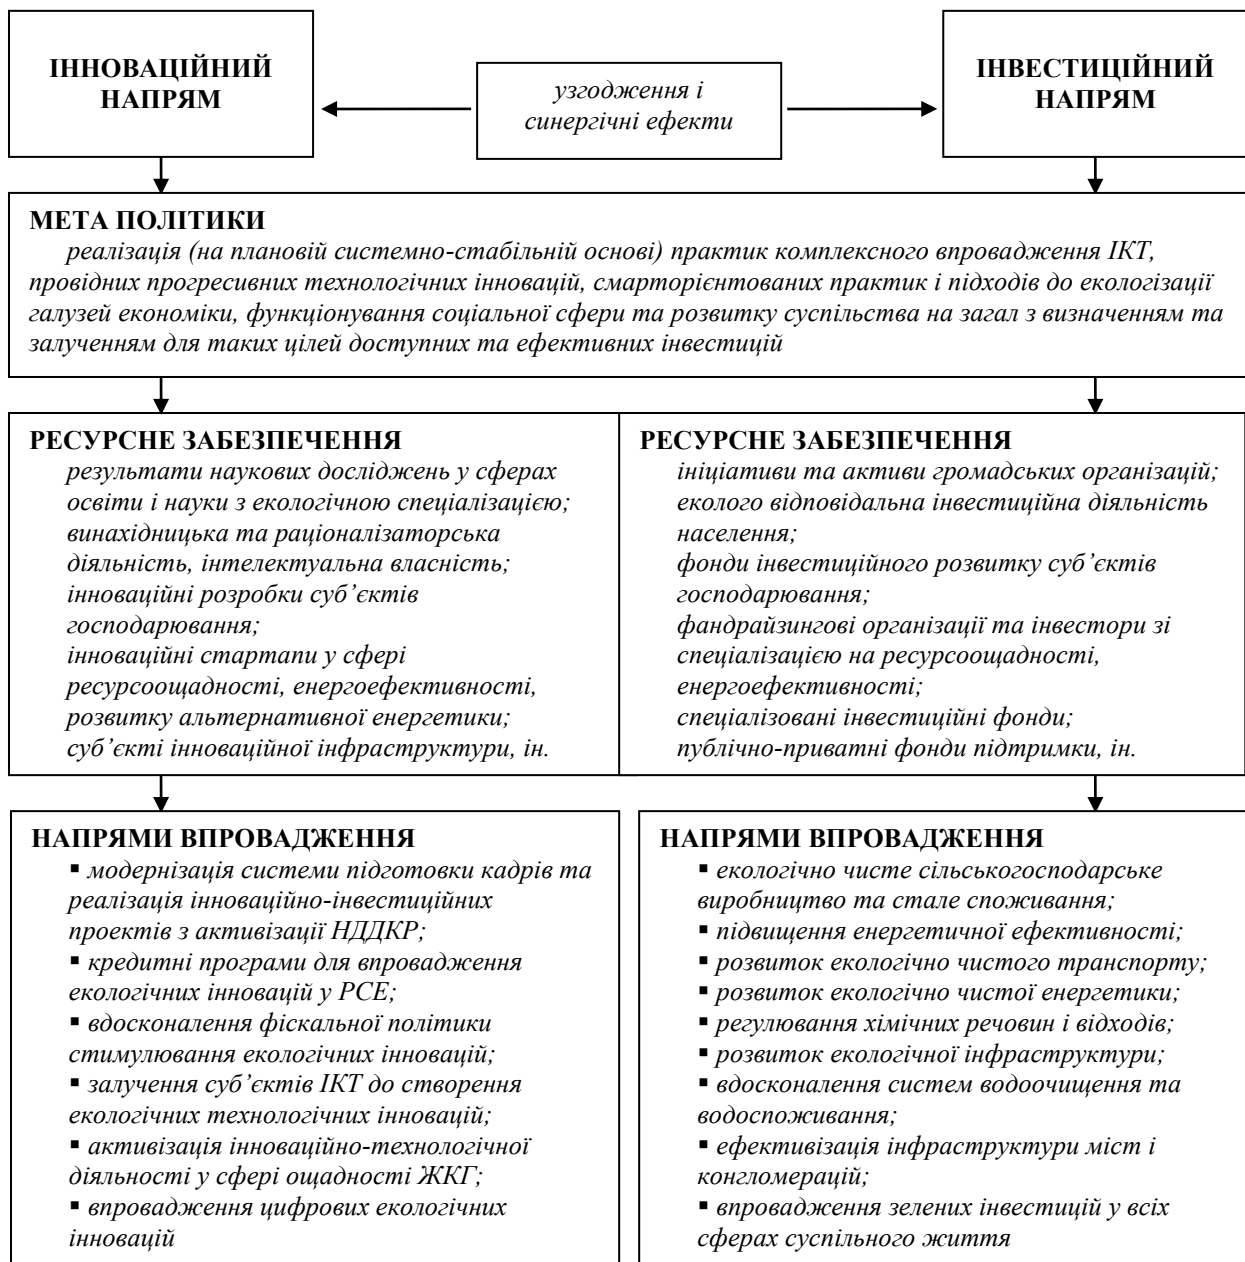 ІННОВАЦІЙНИЙ
НАПРЯМ
узгодження і
синергічні ефекти
ІНВЕСТИЦІЙНИЙ
НАПРЯМ
МЕТА ПОЛІТИКИ
реалізація (на плановій системно-стабільній основі) практик комплексного впровадження ІКТ,
провідних прогресивних технологічних інновацій, смарторієнтованих практик і підходів до екологізації
галузей економіки, функціонування соціальної сфери та розвитку суспільства на загал з визначенням та
залученням для таких цілей доступних та ефективних інвестицій
РЕСУРСНЕ ЗАБЕЗПЕЧЕННЯ
результати наукових досліджень у сферах
освіти і науки з екологічною спеціалізацією;
винахідницька та раціоналізаторська
діяльність, інтелектуальна власність;
інноваційні розробки суб’єктів
господарювання;
інноваційні стартапи у сфері
ресурсоощадності, енергоефективності,
розвитку альтернативної енергетики;
суб’єкті інноваційної інфраструктури, ін.
РЕСУРСНЕ ЗАБЕЗПЕЧЕННЯ
ініціативи та активи громадських організацій;
еколого відповідальна інвестиційна діяльність
населення;
фонди інвестиційного розвитку суб’єктів
господарювання;
фандрайзингові організації та інвестори зі
спеціалізацією на ресурсоощадності,
енергоефективності;
спеціалізовані інвестиційні фонди;
публічно-приватні фонди підтримки, ін.
НАПРЯМИ ВПРОВАДЖЕННЯ
▪ модернізація системи підготовки кадрів та
реалізація інноваційно-інвестиційних
проектів з активізації НДДКР;
▪ кредитні програми для впровадження
екологічних інновацій у РСЕ;
▪ вдосконалення фіскальної політики
стимулювання екологічних інновацій;
▪ залучення суб’єктів ІКТ до створення
екологічних технологічних інновацій;
▪ активізація інноваційно-технологічної
діяльності у сфері ощадності ЖКГ;
▪ впровадження цифрових екологічних
інновацій
НАПРЯМИ ВПРОВАДЖЕННЯ
▪ екологічно чисте сільськогосподарське
виробництво та стале споживання;
▪ підвищення енергетичної ефективності;
▪ розвиток екологічно чистого транспорту;
▪ розвиток екологічно чистої енергетики;
▪ регулювання хімічних речовин і відходів;
▪ розвиток екологічної інфраструктури;
▪ вдосконалення систем водоочищення та
водоспоживання;
▪ ефективізація інфраструктури міст і
конгломерацій;
▪ впровадження зелених інвестицій у всіх
сферах суспільного життя